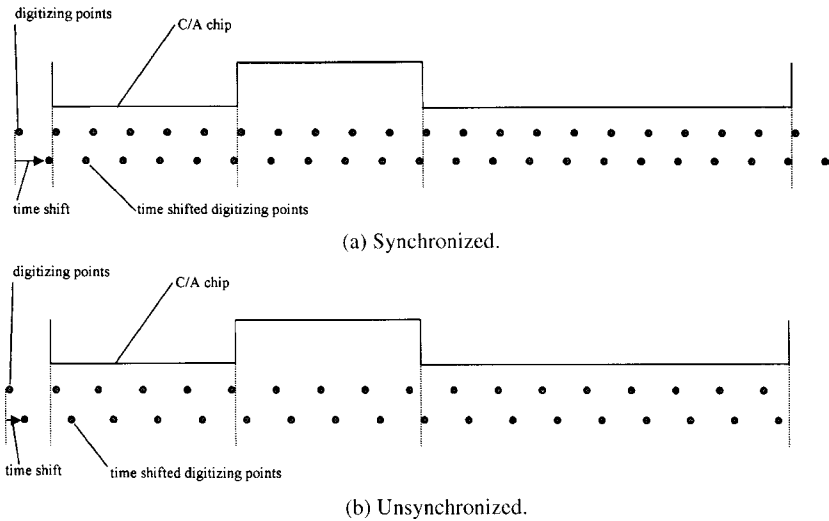 digitizing points
C/A chip
time shift
time shifted digitizing points
(a) Synchronized.
digitizing points
C/A chip
time shift
time shifted digitizing points
(b) Unsynchronized.